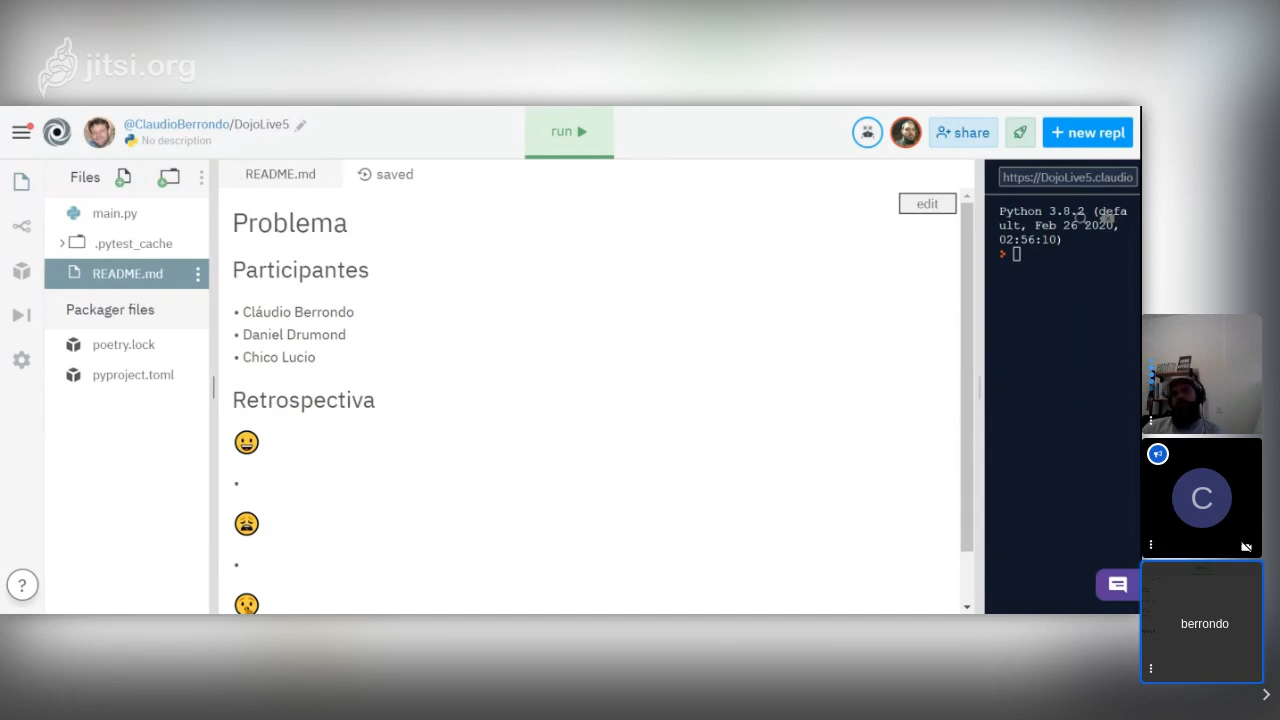 jitsi.org
@ClaudioBerrondo/DojoLive5
No description
run
share
+ new repl
Files
README.md
saved
https://DojoLive5.claudio
main.py
.pytest_cache
README.md
Packager files
poetry.lock
pyproject.toml
edit
Problema
Participantes
• Cláudio Berrondo
• Daniel Drumond
• Chico Lucio
Retrospectiva
Python 3.8.2 (defa
ult, Feb 26 2020,
02:56:10)
?
C
berrondo